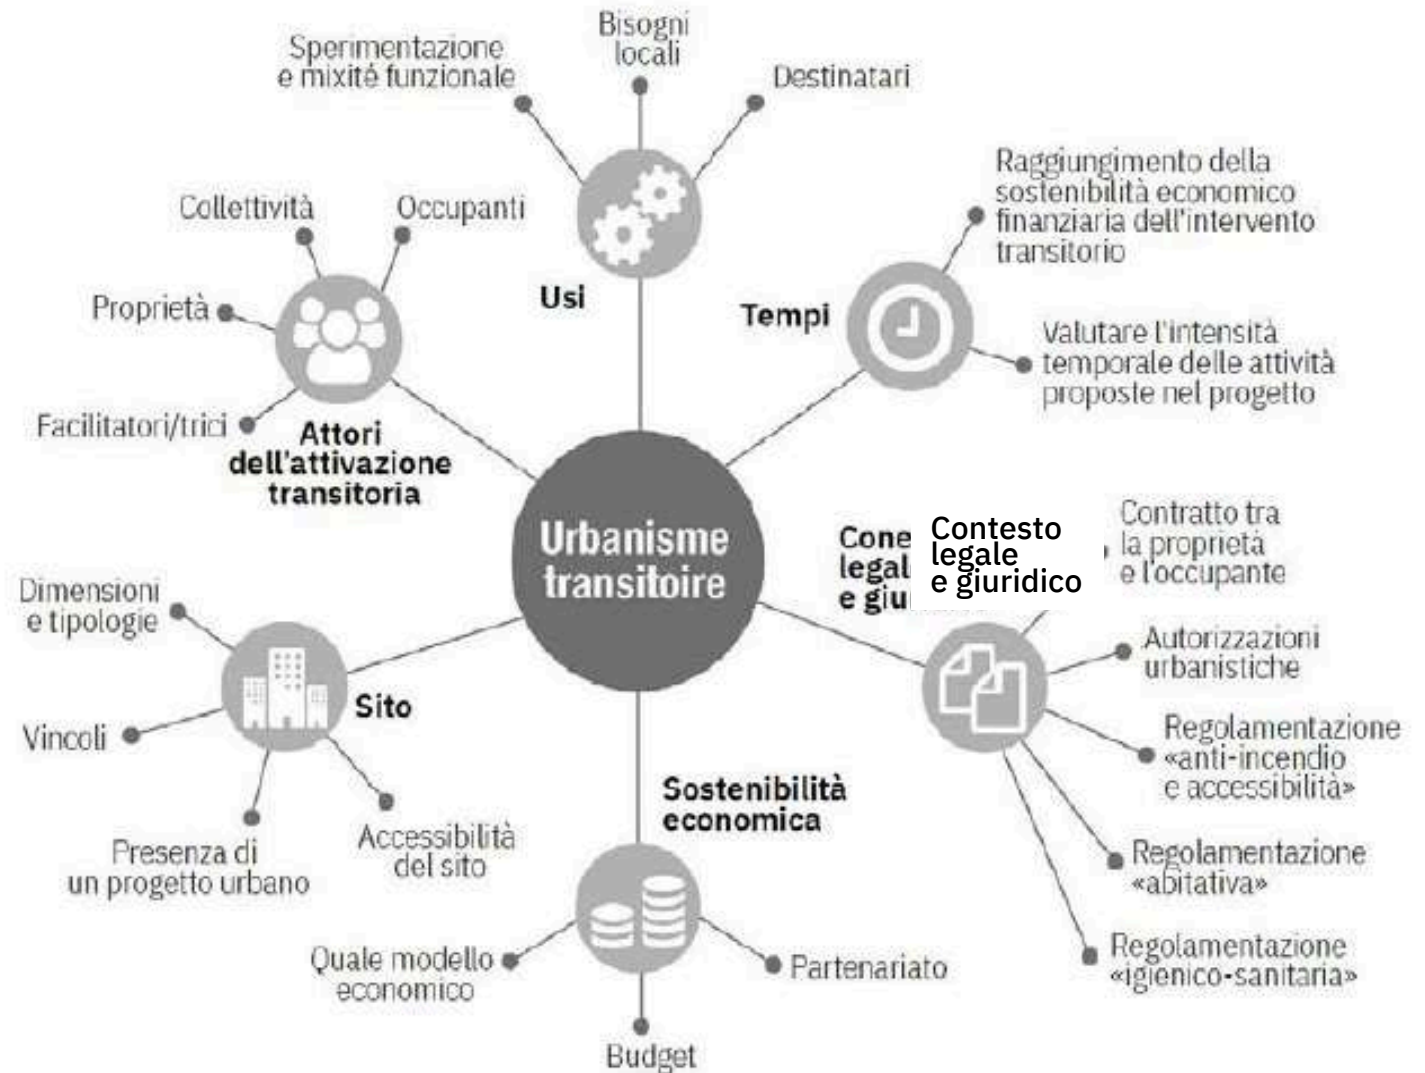 Bisogni
locali
Sperimentazione
e mixité funzionale
Destinatari
Usi
Collettività
Occupanti
Proprietà
Facilitatori/trici
Attori
dell'attivazione
transitoria
Raggiungimento della
sostenibilità economico
finanziaria dell'intervento
transitorio
Tempi
Valutare l'intensità
temporale delle attività
proposte nel progetto
Urbanisme
transitoire
Contesto
legale
e giuridico
Contratto tra
la proprietà
e l'occupante
Autorizzazioni
urbanistiche
Regolamentazione
«anti-incendio
e accessibilità»
Regolamentazione
«abitativa»
Regolamentazione
«igienico-sanitaria»
Dimensioni
e tipologie
Sito
Vincoli
Presenza di
un progetto urbano
Accessibilità
del sito
Sostenibilità
economica
Quale modello
economico
Partenariato
Budget